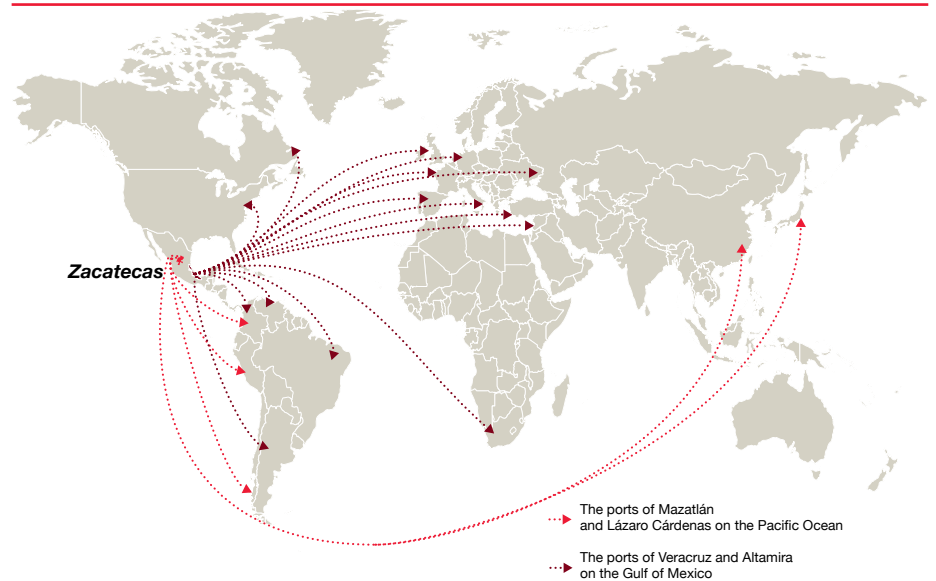 Zacatecas
The ports of Mazatlán
and Lázaro Cárdenas on the Pacific Ocean
The ports of Veracruz and Altamira
on the Gulf of Mexico